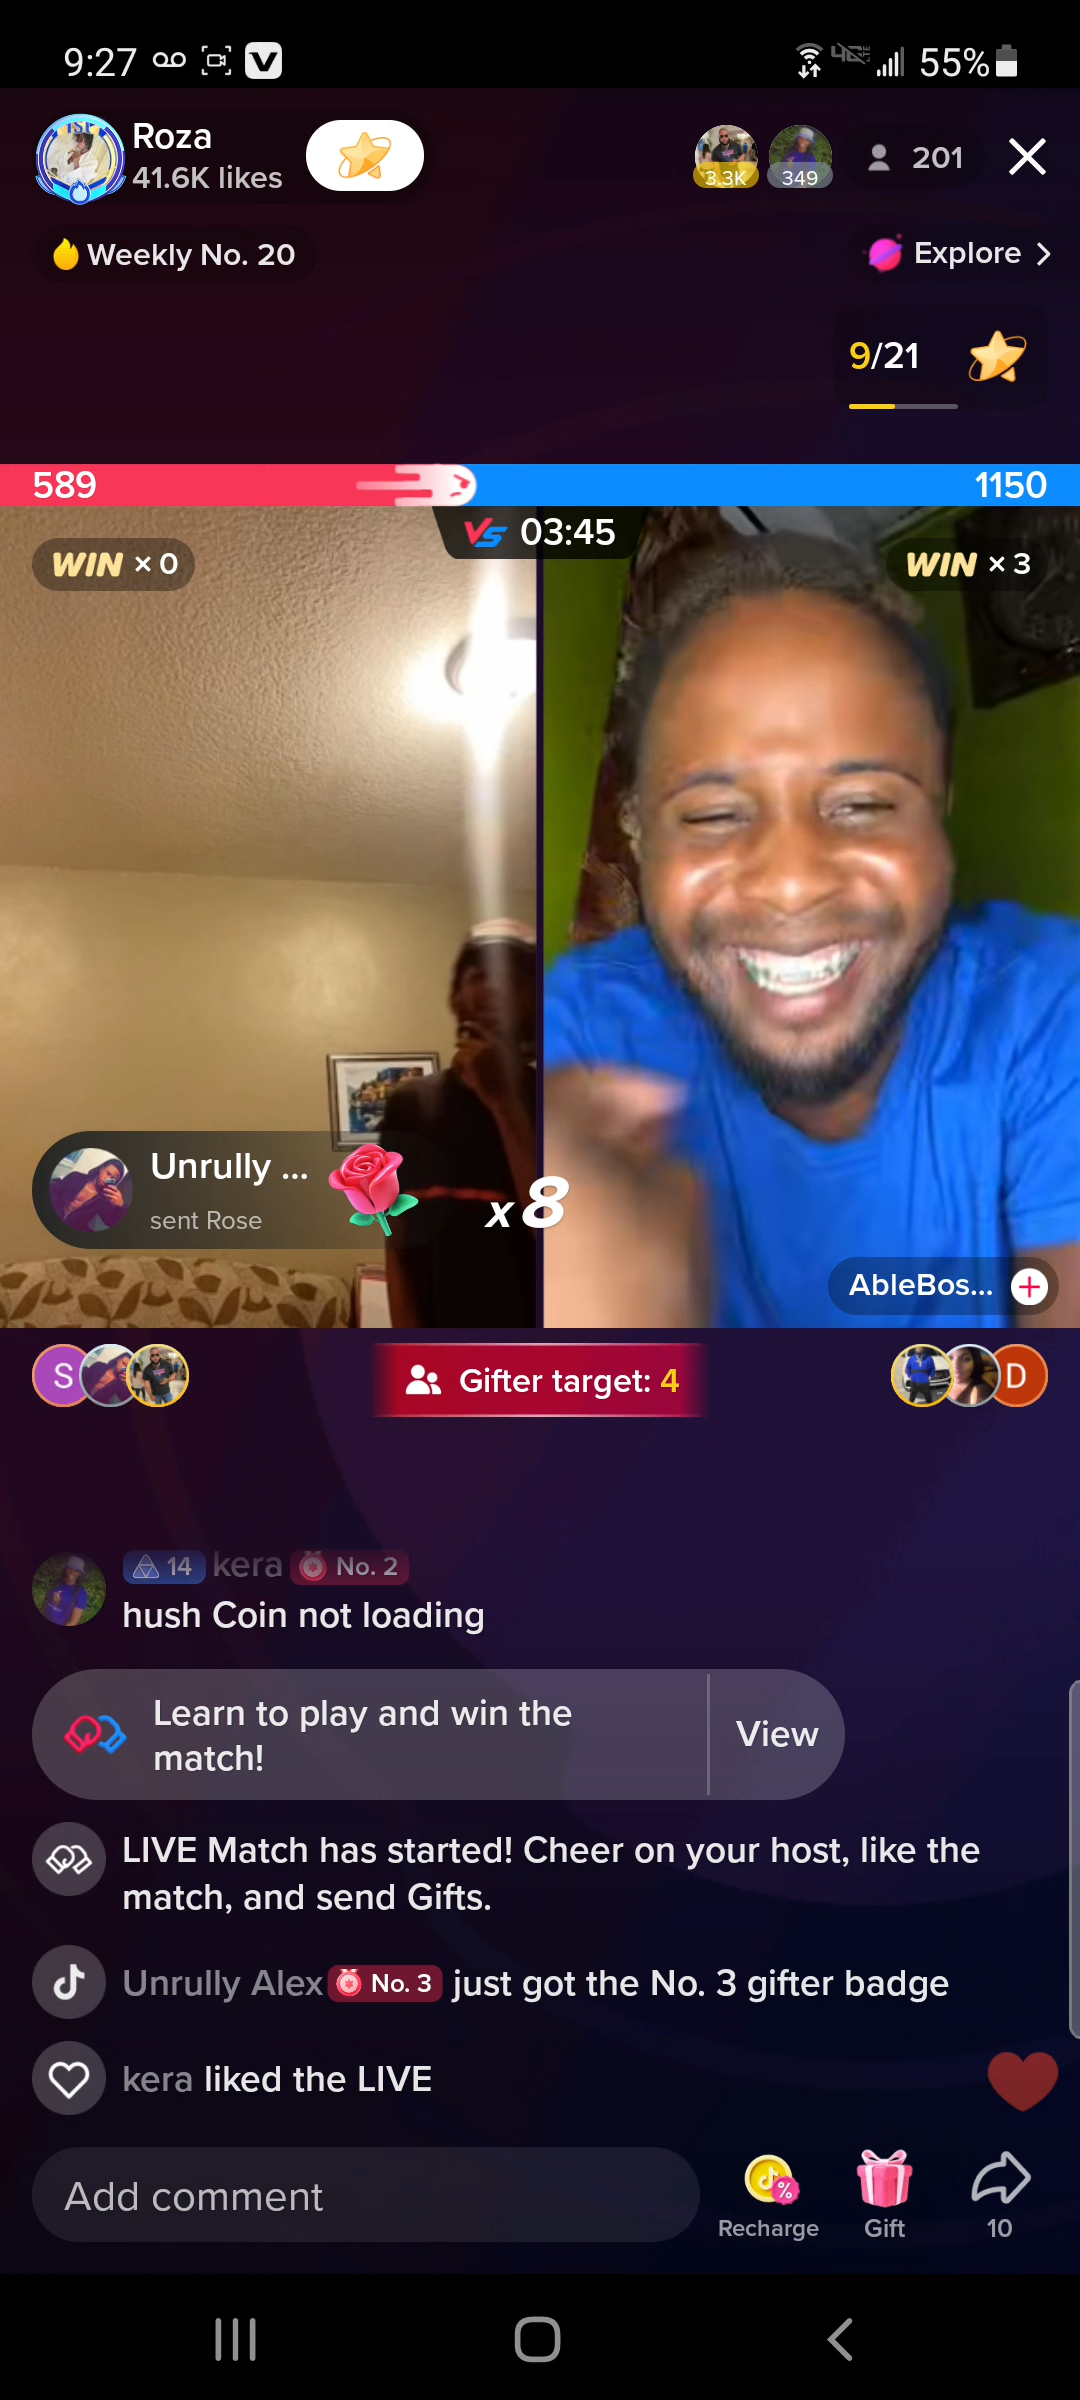 9:27
55%
Roza
41.6K likes
3.3K
349
201
Weekly No. 20
Explore
9/21
589
1150
VS 03:45
WIN × 0
WIN × 3
Unrully ...
sent Rose
x8
AbleBos...
S
Gifter target: 4
D
14 kera No. 2
hush Coin not loading
Learn to play and win the
match!
View
LIVE Match has started! Cheer on your host, like the
match, and send Gifts.
Unrully Alex No. 3 just got the No. 3 gifter badge
kera liked the LIVE
Add comment
Recharge
Gift
10